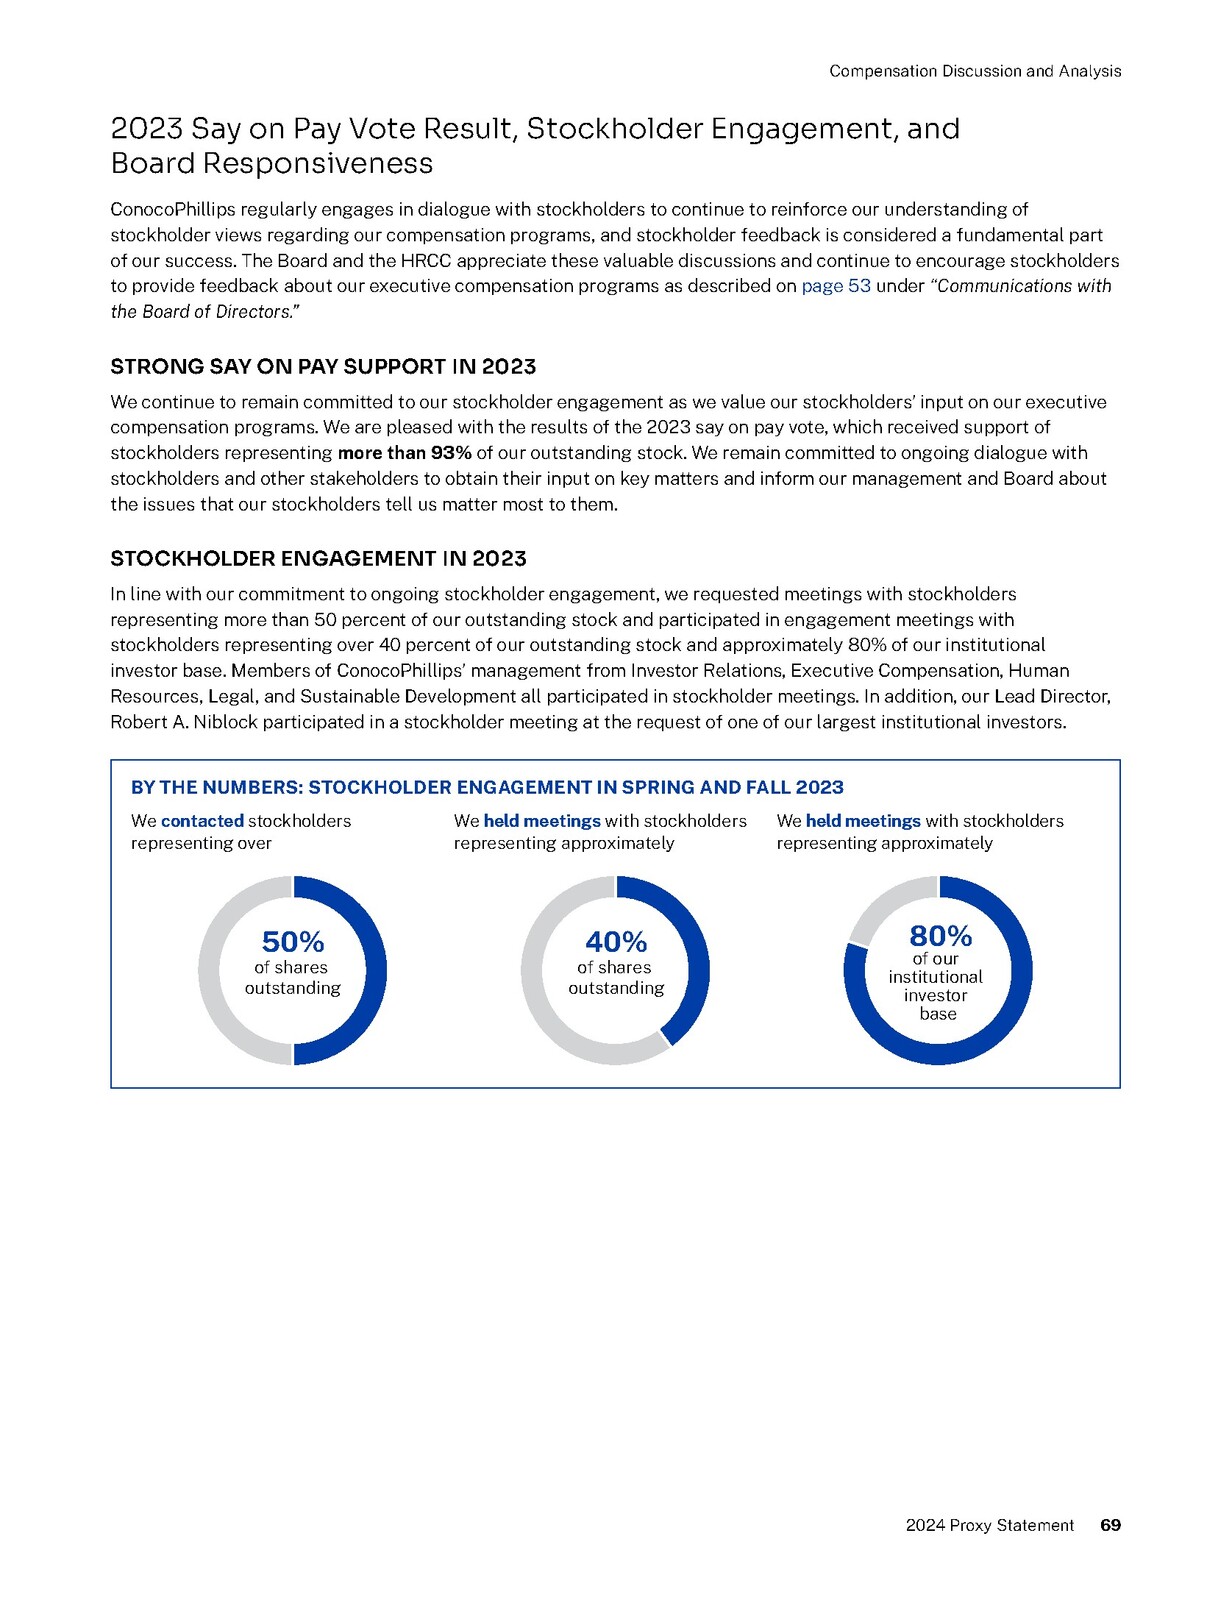 Compensation Discussion and Analysis
2023 Say on Pay Vote Result, Stockholder Engagement, and
Board Responsiveness
ConocoPhillips regularly engages in dialogue with stockholders to continue to reinforce our understanding of
stockholder views regarding our compensation programs, and stockholder feedback is considered a fundamental part
of our success. The Board and the HRCC appreciate these valuable discussions and continue to encourage stockholders
to provide feedback about our executive compensation programs as described on page 53 under “Communications with
the Board of Directors.”
STRONG SAY ON PAY SUPPORT IN 2023
We continue to remain committed to our stockholder engagement as we value our stockholders’ input on our executive
compensation programs. We are pleased with the results of the 2023 say on pay vote, which received support of
stockholders representing more than 93% of our outstanding stock. We remain committed to ongoing dialogue with
stockholders and other stakeholders to obtain their input on key matters and inform our management and Board about
the issues that our stockholders tell us matter most to them.
STOCKHOLDER ENGAGEMENT IN 2023
In line with our commitment to ongoing stockholder engagement, we requested meetings with stockholders
representing more than 50 percent of our outstanding stock and participated in engagement meetings with
stockholders representing over 40 percent of our outstanding stock and approximately 80% of our institutional
investor base. Members of ConocoPhillips’ management from Investor Relations, Executive Compensation, Human
Resources, Legal, and Sustainable Development all participated in stockholder meetings. In addition, our Lead Director,
Robert A. Niblock participated in a stockholder meeting at the request of one of our largest institutional investors.
BY THE NUMBERS: STOCKHOLDER ENGAGEMENT IN SPRING AND FALL 2023
We contacted stockholders
representing over
50%
of shares
outstanding
We held meetings with stockholders
representing approximately
40%
of shares
outstanding
We held meetings with stockholders
representing approximately
80%
of our
institutional
investor
base
2024 Proxy Statement 69